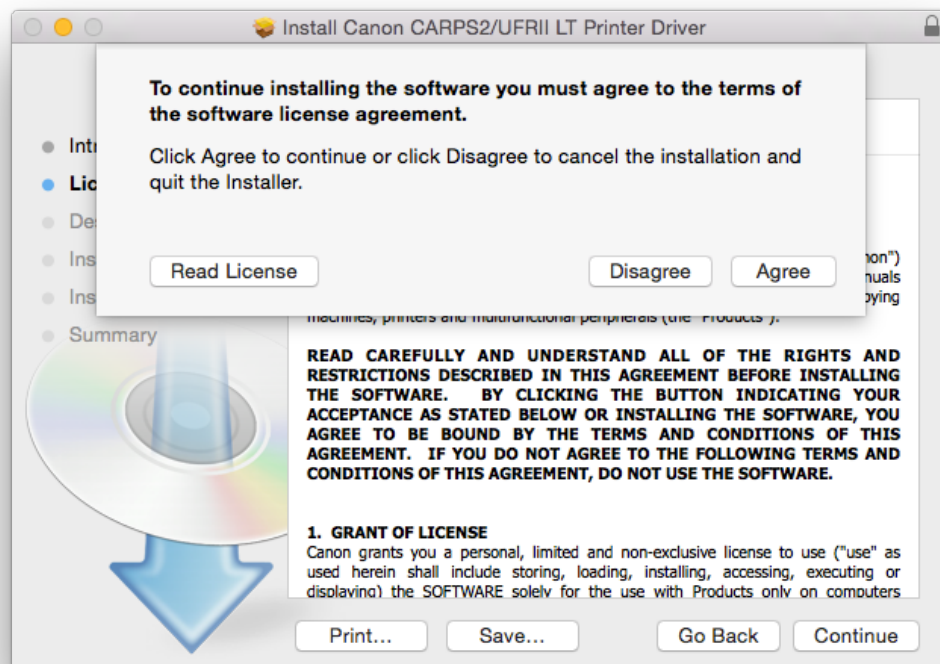 Install Canon CARPS2/UFRII LT Printer Driver
To continue installing the software you must agree to the terms of
the software license agreement.
Click Agree to continue or click Disagree to cancel the installation and
quit the Installer.
Read License
Disagree
Agree
Summary
machines, printers and multifunctional peripherals (the "Products").
READ CAREFULLY AND UNDERSTAND ALL OF THE RIGHTS AND
RESTRICTIONS DESCRIBED IN THIS AGREEMENT BEFORE INSTALLING
THE SOFTWARE. BY CLICKING THE BUTTON INDICATING YOUR
ACCEPTANCE AS STATED BELOW OR INSTALLING THE SOFTWARE, YOU
AGREE TO BE BOUND BY THE TERMS AND CONDITIONS OF THIS
AGREEMENT. IF YOU DO NOT AGREE TO THE FOLLOWING TERMS AND
CONDITIONS OF THIS AGREEMENT, DO NOT USE THE SOFTWARE.
1. GRANT OF LICENSE
Canon grants you a personal, limited and non-exclusive license to use ("use" as
used herein shall include storing, loading, installing, accessing, executing or
displaying) the SOFTWARE solely for the use with Products only on computers
Print...
Save...
Go Back
Continue